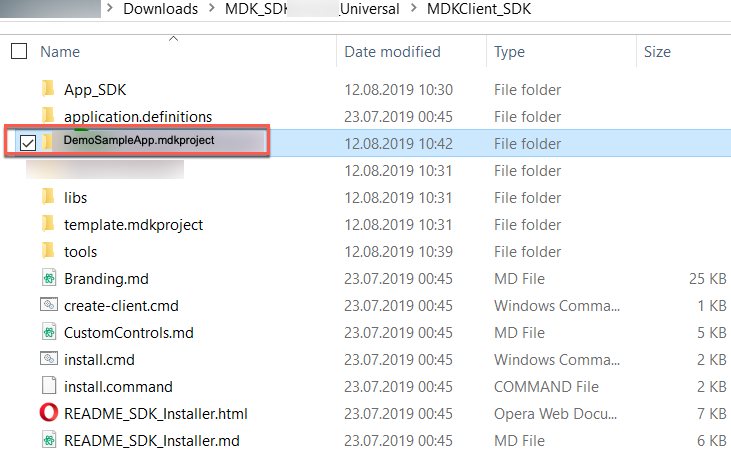 Downloads > MDK_SDK _Universal > MDKClient_SDK
Name Date modified Type Size
App_SDK 12.08.2019 10:30 File folder
application.definitions 23.07.2019 00:45 File folder
DemoSampleApp.mdkproject 12.08.2019 10:42 File folder
12.08.2019 10:31 File folder
libs 12.08.2019 10:31 File folder
template.mdkproject 12.08.2019 10:31 File folder
tools 12.08.2019 10:39 File folder
Branding.md 23.07.2019 00:45 MD File 25 KB
create-client.cmd 23.07.2019 00:45 Windows Comma... 1 KB
CustomControls.md 23.07.2019 00:45 MD File 5 KB
install.cmd 23.07.2019 00:45 Windows Comma... 2 KB
install.command 23.07.2019 00:45 COMMAND File 2 KB
README_SDK_Installer.html 23.07.2019 00:45 Opera Web Docu... 7 KB
README_SDK_Installer.md 23.07.2019 00:45 MD File 6 KB